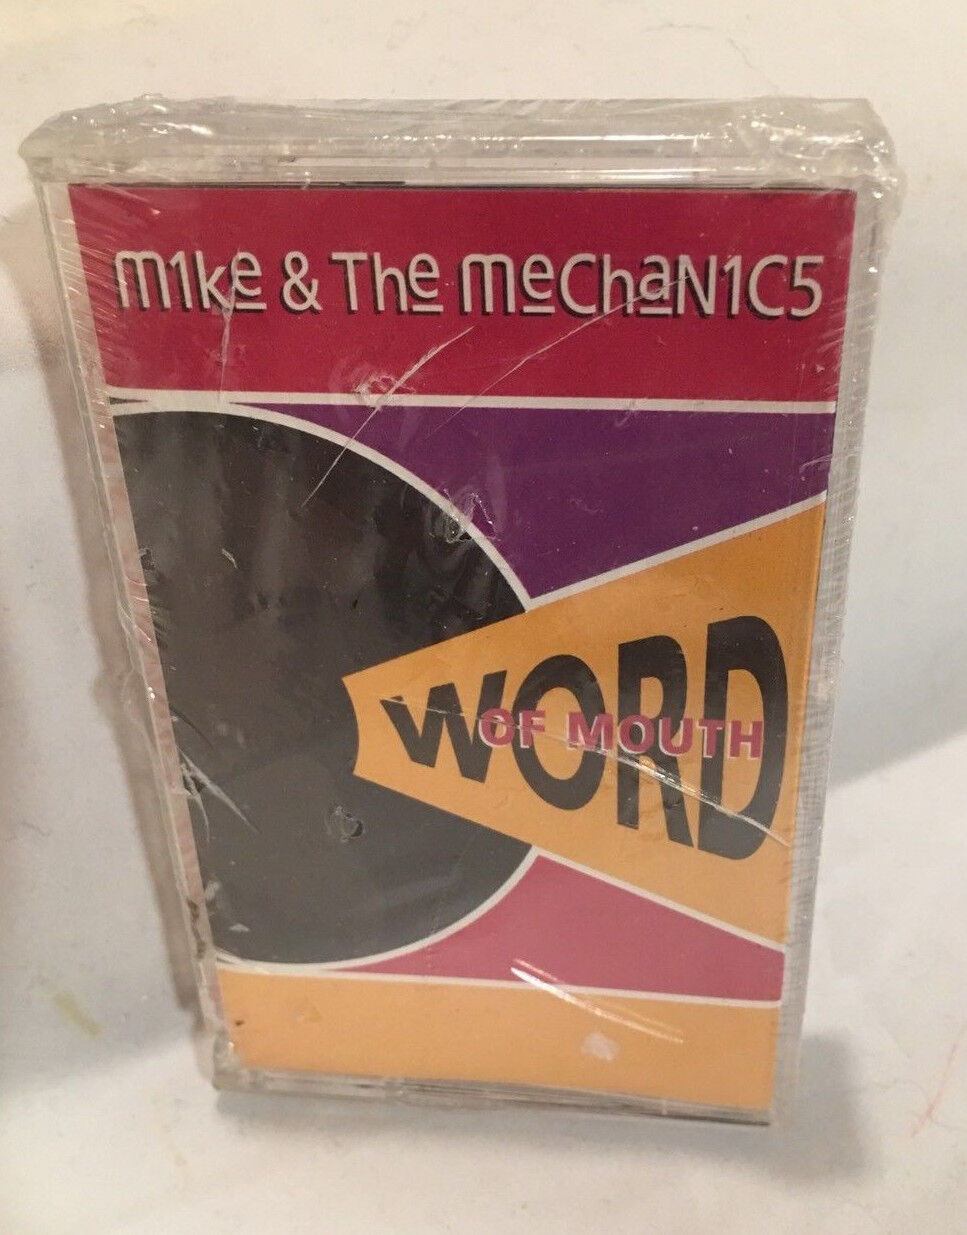 m1ke & The meChaN1C5
WORD
OF MOUTH